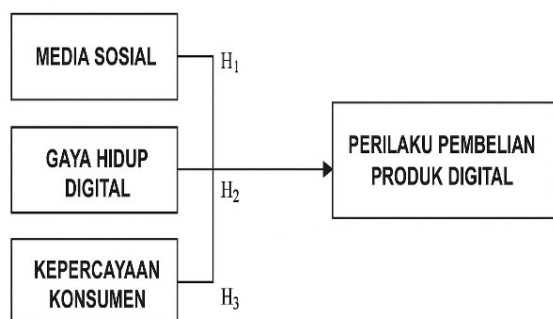 MEDIA SOSIAL
H₁
GAYA HIDUP
DIGITAL
H₂
KEPERCAYAAN
KONSUMEN
H₃
PERILAKU PEMBELIAN
PRODUK DIGITAL